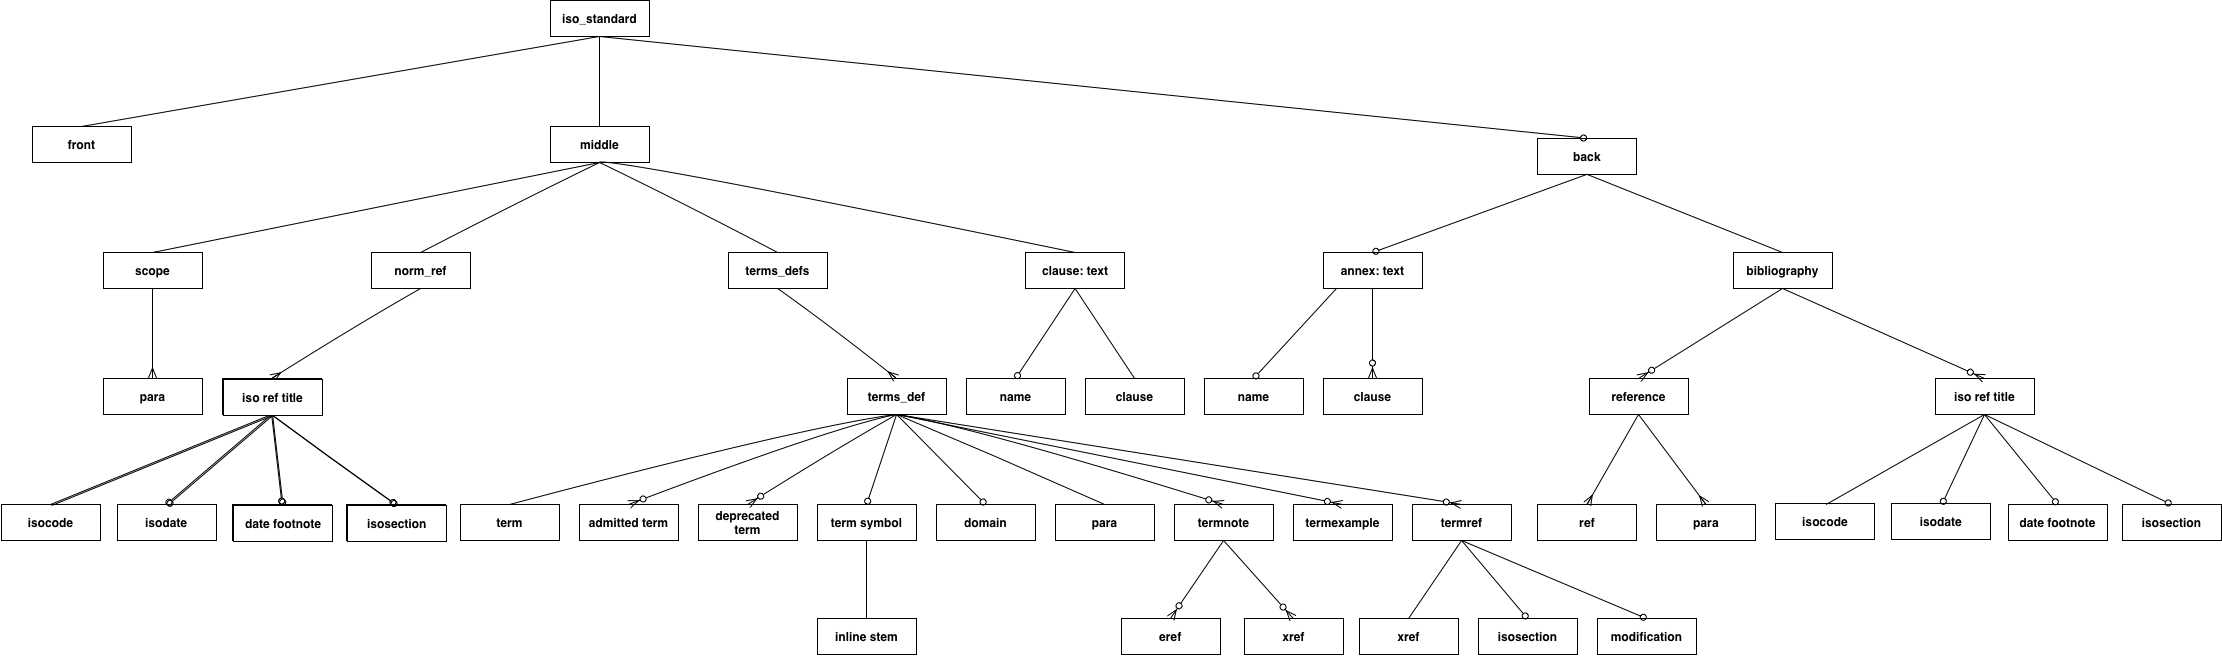 iso_standard
front
middle
back
scope
norm_ref
terms_defs
clause: text
annex: text
bibliography
para
iso ref title
terms_def
name
clause
name
clause
reference
iso ref title
isocode
isodate
date footnote
isosection
term
admitted term
deprecated
term
term symbol
domain
para
termnote
termexample
termref
ref
para
isocode
isodate
date footnote
isosection
inline stem
eref
xref
xref
isosection
modification